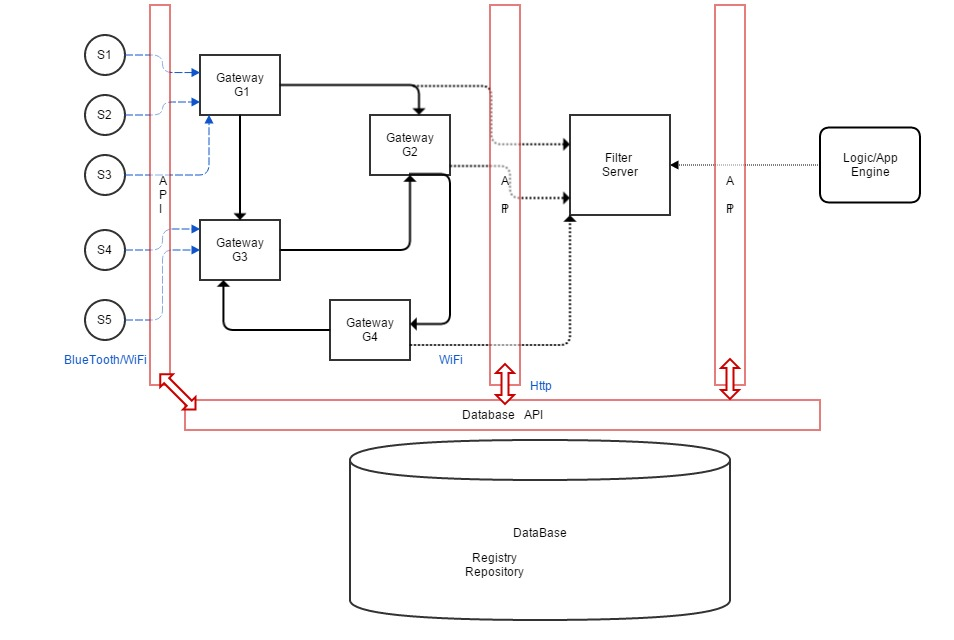 S1
S2
S3
S4
S5
A
P
I
Gateway
G1
Gateway
G2
Gateway
G3
Gateway
G4
BlueTooth/WiFi
WiFi
A
P
Filter
Server
A
P
Logic/App
Engine
Http
Database API
DataBase
Registry
Repository